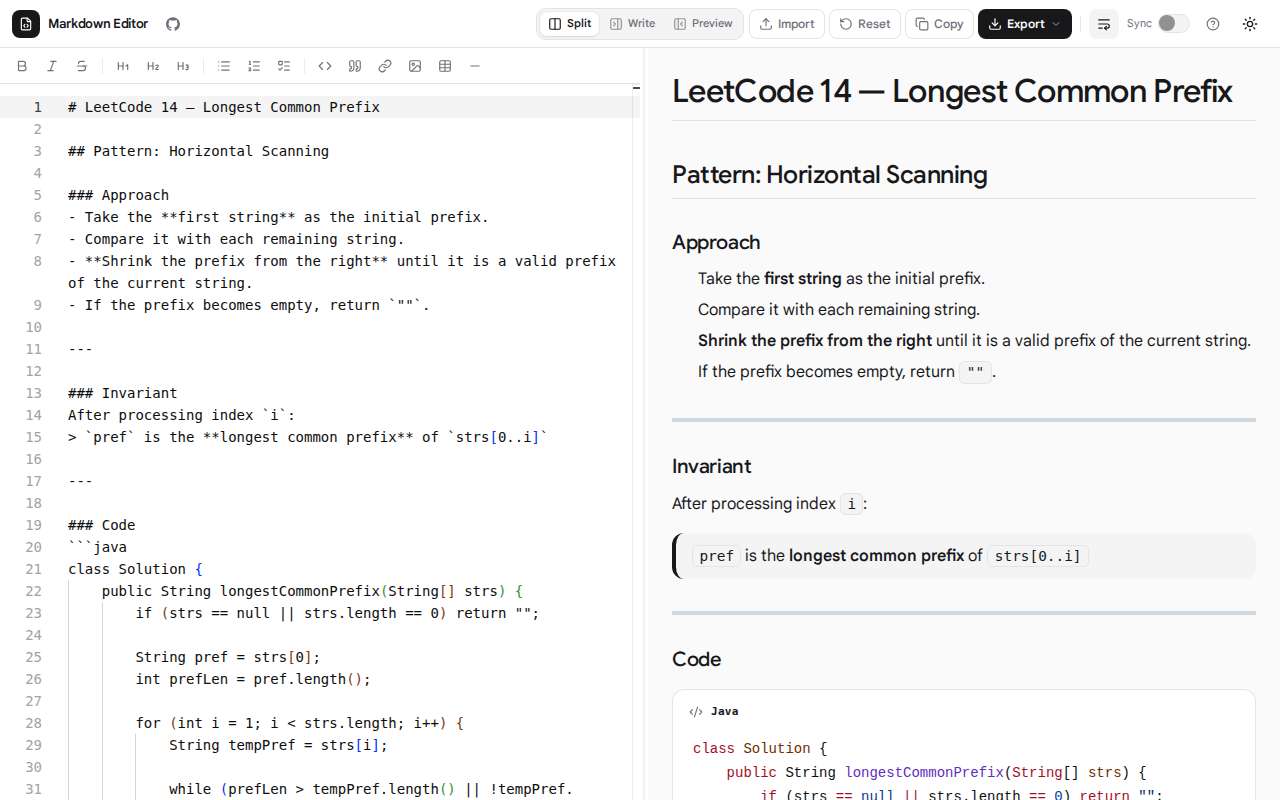 Markdown Editor
Split Write Preview Import Reset Copy Export Sync
B I S H1 H2 H3
1 # LeetCode 14 — Longest Common Prefix
2
3 ## Pattern: Horizontal Scanning
4
5 ### Approach
6 - Take the **first string** as the initial prefix.
7 - Compare it with each remaining string.
8 - **Shrink the prefix from the right** until it is a valid prefix
of the current string.
9 - If the prefix becomes empty, return `""`.
10
11 ---
12
13 ### Invariant
14 After processing index `i`:
15 > `pref` is the **longest common prefix** of `strs[0..i]`
16
17 ---
18
19 ### Code
20 ```java
21 class Solution {
22     public String longestCommonPrefix(String[] strs) {
23         if (strs == null || strs.length == 0) return "";
24
25         String pref = strs[0];
26         int prefLen = pref.length();
27
28         for (int i = 1; i < strs.length; i++) {
29             String tempPref = strs[i];
30
31             while (prefLen > tempPref.length() || !tempPref.
LeetCode 14 — Longest Common Prefix
Pattern: Horizontal Scanning
Approach
Take the first string as the initial prefix.
Compare it with each remaining string.
Shrink the prefix from the right until it is a valid prefix of the current string.
If the prefix becomes empty, return "".
Invariant
After processing index i:
pref is the longest common prefix of strs[0..i]
Code
Java
class Solution {
    public String longestCommonPrefix(String[] strs) {
        if (strs == null || strs.length == 0) return "";